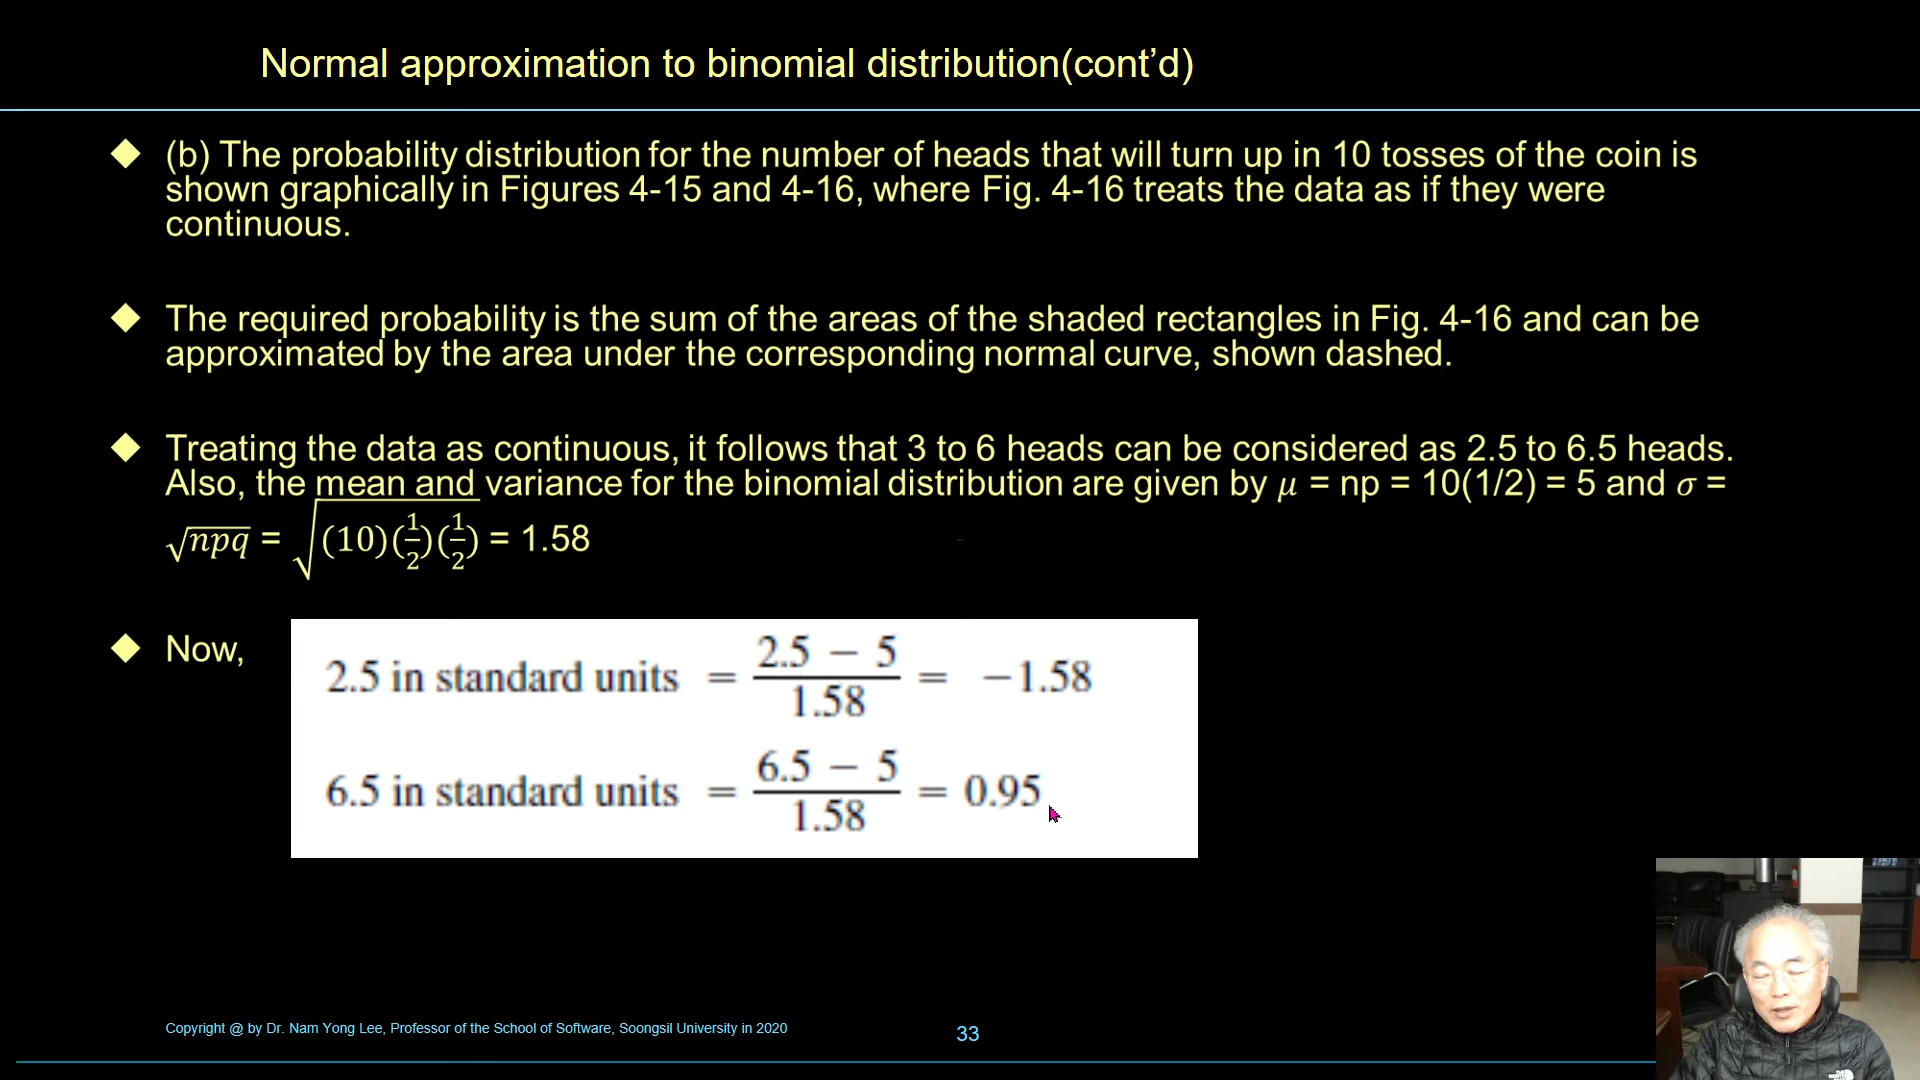 Normal approximation to binomial distribution(cont’d)
(b) The probability distribution for the number of heads that will turn up in 10 tosses of the coin is
shown graphically in Figures 4-15 and 4-16, where Fig. 4-16 treats the data as if they were
continuous.
The required probability is the sum of the areas of the shaded rectangles in Fig. 4-16 and can be
approximated by the area under the corresponding normal curve, shown dashed.
Treating the data as continuous, it follows that 3 to 6 heads can be considered as 2.5 to 6.5 heads.
Also, the mean and variance for the binomial distribution are given by μ = np = 10(1/2) = 5 and σ =
√npq = √(10)(1/2)(1/2) = 1.58
Now,
2.5 in standard units = (2.5 − 5)/1.58 = −1.58
6.5 in standard units = (6.5 − 5)/1.58 = 0.95
Copyright @ by Dr. Nam Yong Lee, Professor of the School of Software, Soongsil University in 2020
33